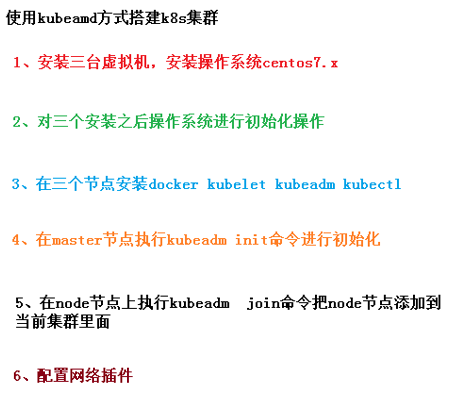 使用kubeamd方式搭建k8s集群
1、安装三台虚拟机，安装操作系统centos7.x
2、对三个安装之后操作系统进行初始化操作
3、在三个节点安装docker kubelet kubeadm kubectl
4、在master节点执行kubeadm init命令进行初始化
5、在node节点上执行kubeadm  join命令把node节点添加到
当前集群里面
6、配置网络插件